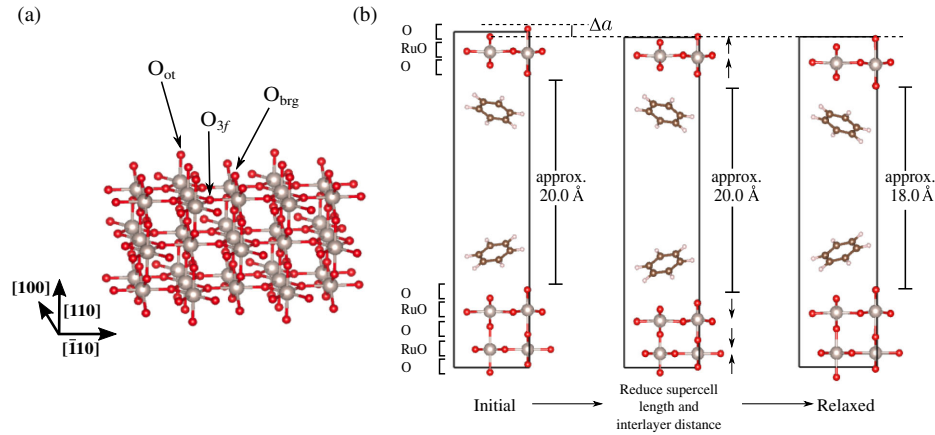 (a)
O_ot
O_3f
O_brg
[100]
[110]
[1̄10]
(b)
O
RuO
O
Δa
approx.
20.0 Å
approx.
20.0 Å
approx.
18.0 Å
O
RuO
O
RuO
O
Initial
Reduce supercell
length and
interlayer distance
Relaxed